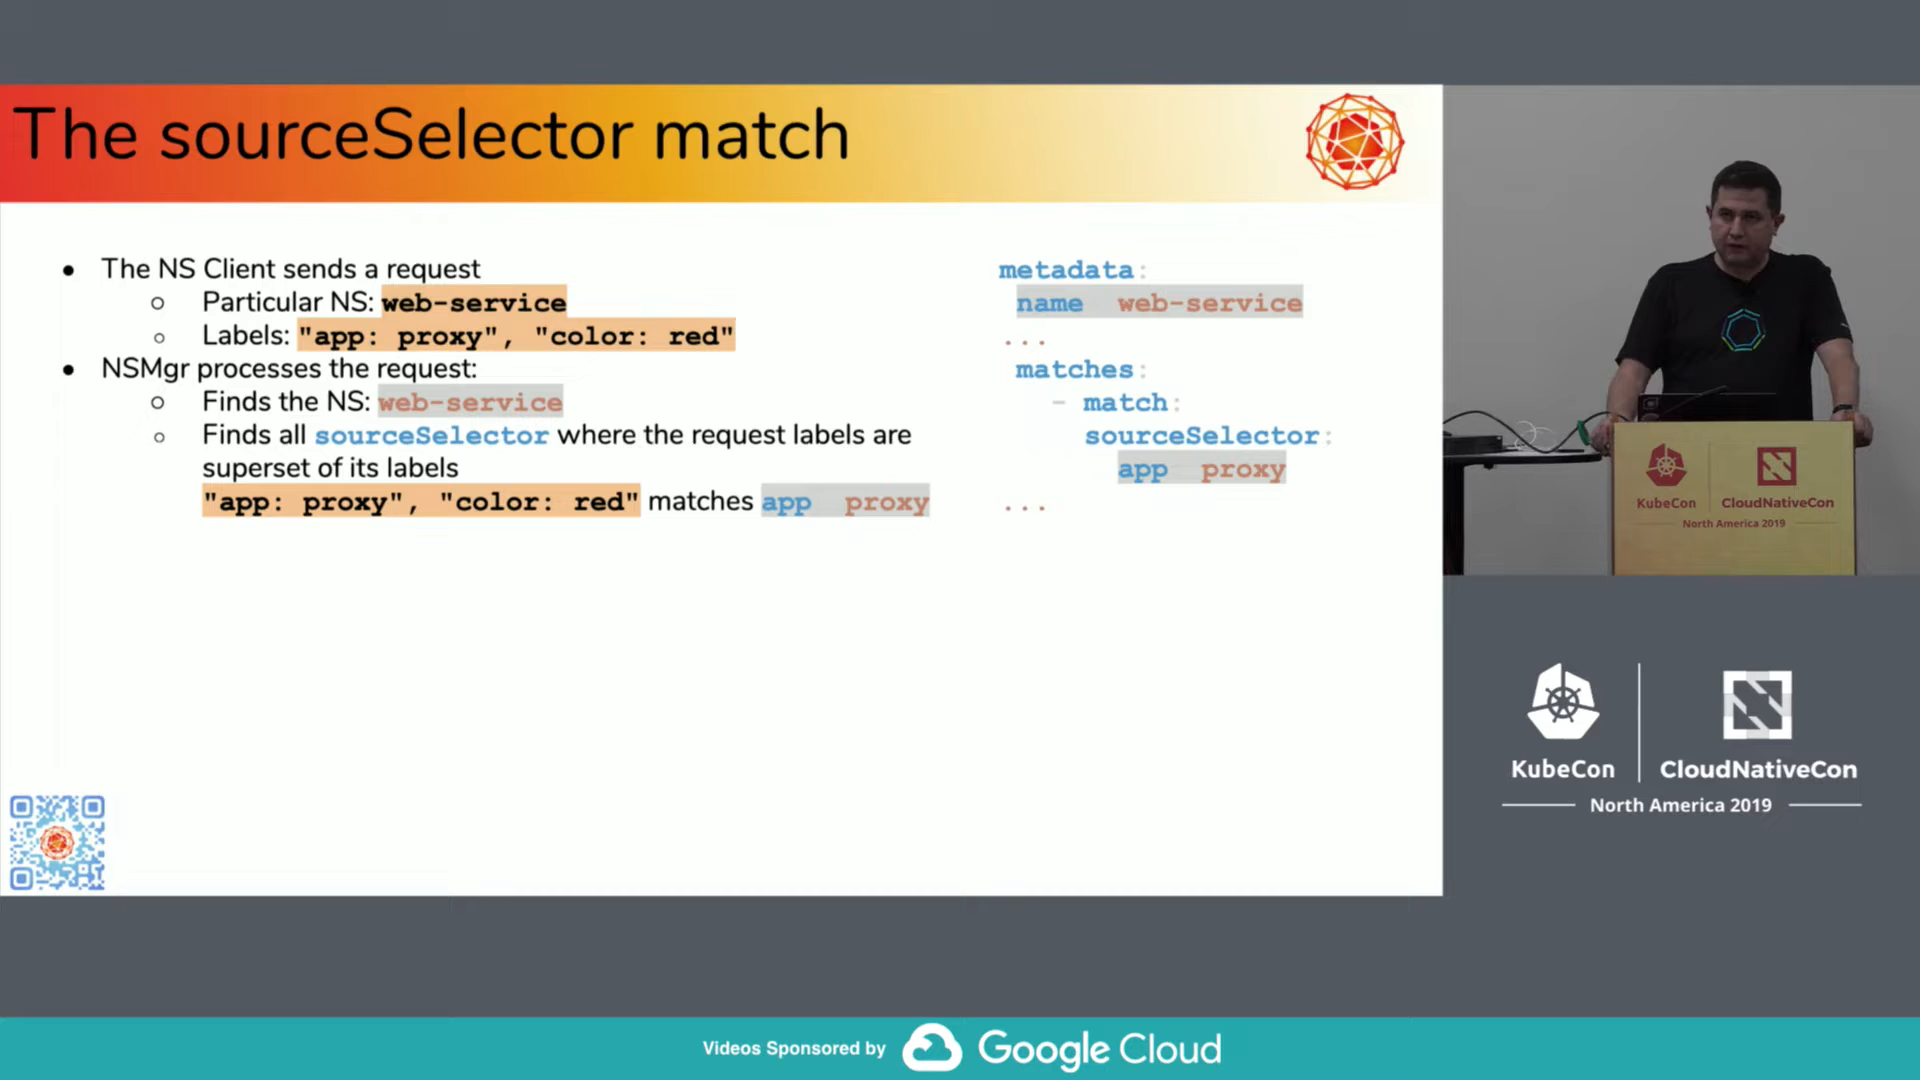 The sourceSelector match
• The NS Client sends a request
○ Particular NS: web-service
○ Labels: "app: proxy", "color: red"
• NSMgr processes the request:
○ Finds the NS: web-service
○ Finds all sourceSelector where the request labels are
superset of its labels
"app: proxy", "color: red" matches app proxy
metadata:
name web-service
...
matches:
- match:
sourceSelector:
app proxy
...
KubeCon
CloudNativeCon
North America 2019
KubeCon
CloudNativeCon
North America 2019
Videos Sponsored by
Google Cloud